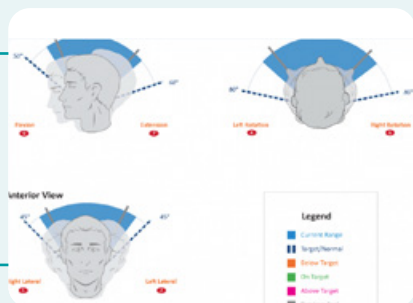 50°
60°
Flexion
Extension
80°
80°
Left Rotation
Right Rotation
Anterior View
45°
45°
Right Lateral
Left Lateral
Legend
Current Range
Target/Normal
Below Target
On Target
Above Target